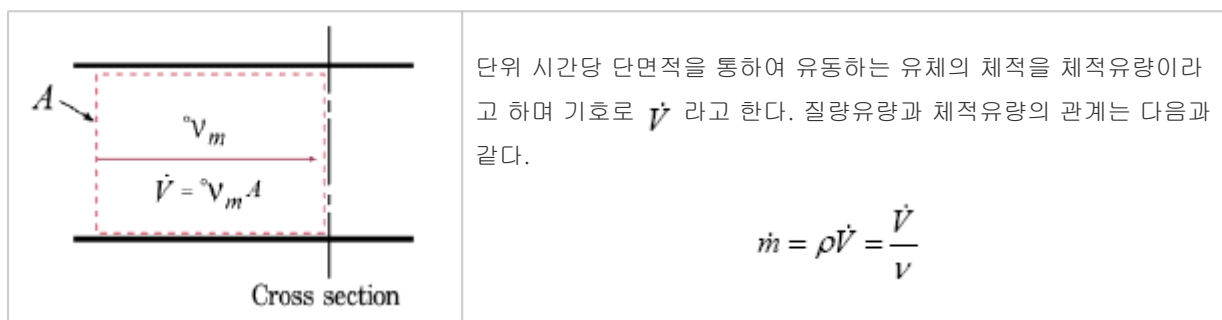 A
°V_m
V̇ = °V_m A
Cross section
단위 시간당 단면적을 통하여 유동하는 유체의 체적을 체적유량이라
고 하며 기호로 V̇ 라고 한다. 질량유량과 체적유량의 관계는 다음과
같다.
ṁ = ρV̇ = V̇/ν